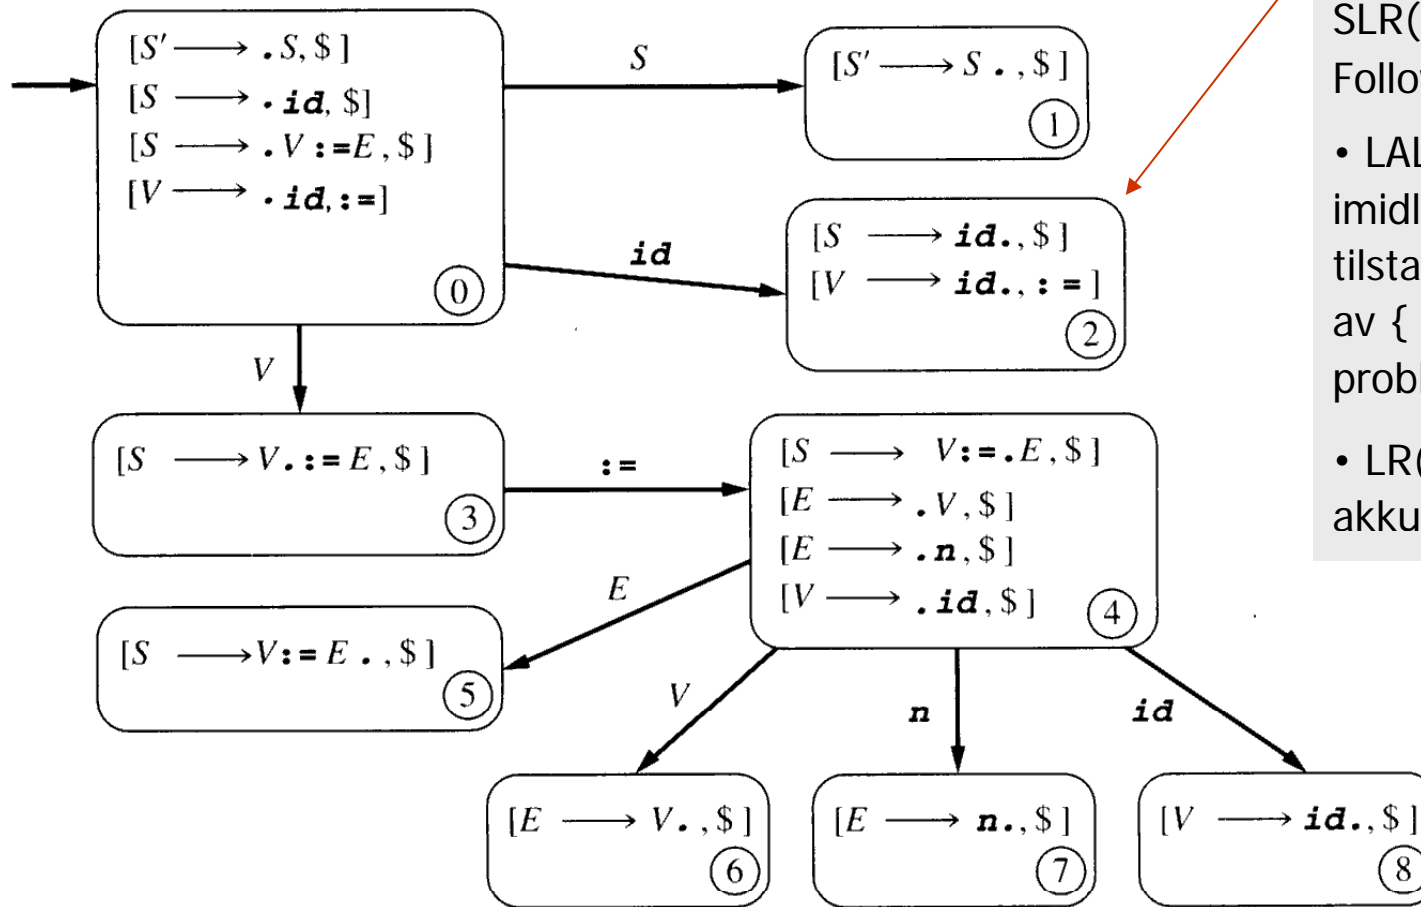 [S' ⟶ .S,$]
[S ⟶ .id,$]
[S ⟶ .V:=E,$]
[V ⟶ .id,:=]
0
S
[S' ⟶ S.,$]
1
id
[S ⟶ id.,$]
[V ⟶ id.,:=]
2
V
[S ⟶ V.:=E,$]
3
:=
[S ⟶ V:=.E,$]
[E ⟶ .V,$]
[E ⟶ .n,$]
[V ⟶ .id,$]
4
E
[S ⟶ V:=E.,$]
5
V
n
id
[E ⟶ V.,$]
6
[E ⟶ n.,$]
7
[V ⟶ id.,$]
8
SLR(
Follo
• LAL
imidl
tilsta
av {
probl
• LR(
akku